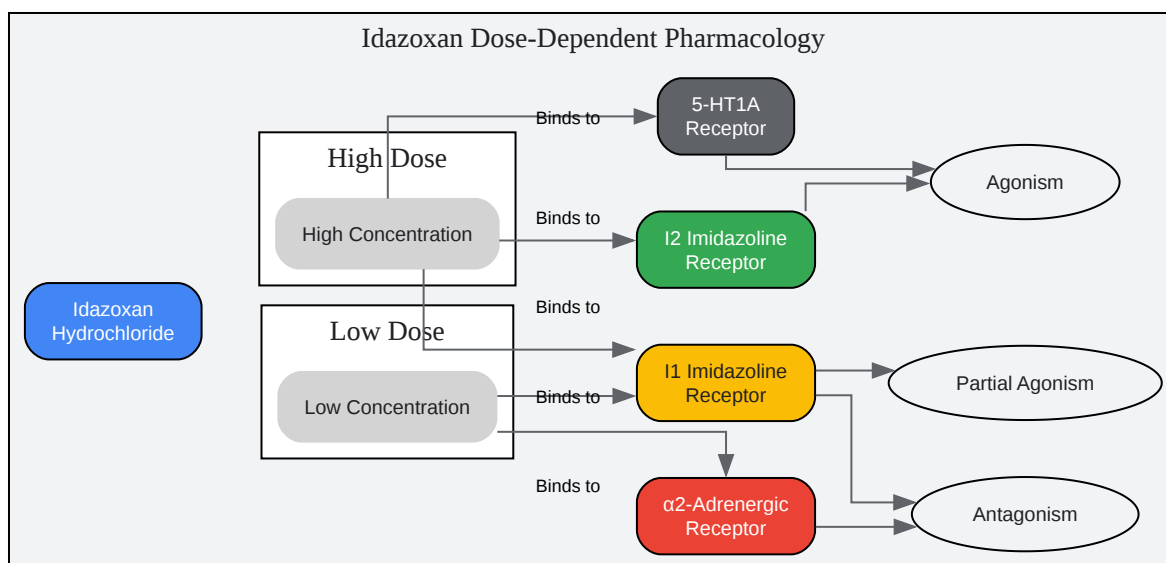 Idazoxan Dose-Dependent Pharmacology
5-HT1A
Receptor
Binds to
High Dose
Agonism
High Concentration
Binds to
I2 Imidazoline
Receptor
Idazoxan
Hydrochloride
Binds to
Low Dose
I1 Imidazoline
Receptor
Partial Agonism
Low Concentration
Binds to
Binds to
α2-Adrenergic
Receptor
Antagonism